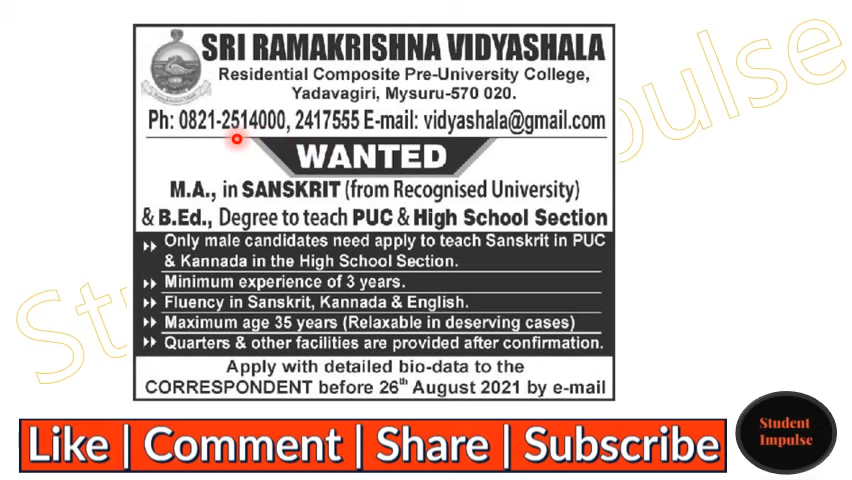 SRI RAMAKRISHNA VIDYASHALA
Residential Composite Pre-University College,
Yadavagiri, Mysuru-570 020.
Ph: 0821-2514000, 2417555 E-mail: vidyashala@gmail.com
WANTED
M.A., in SANSKRIT (from Recognised University)
& B.Ed., Degree to teach PUC & High School Section
Only male candidates need apply to teach Sanskrit in PUC
& Kannada in the High School Section.
Minimum experience of 3 years.
Fluency in Sanskrit, Kannada & English.
Maximum age 35 years (Relaxable in deserving cases)
Quarters & other facilities are provided after confirmation.
Apply with detailed bio-data to the
CORRESPONDENT before 26th August 2021 by e-mail
Like | Comment | Share | Subscribe
Student
Impulse